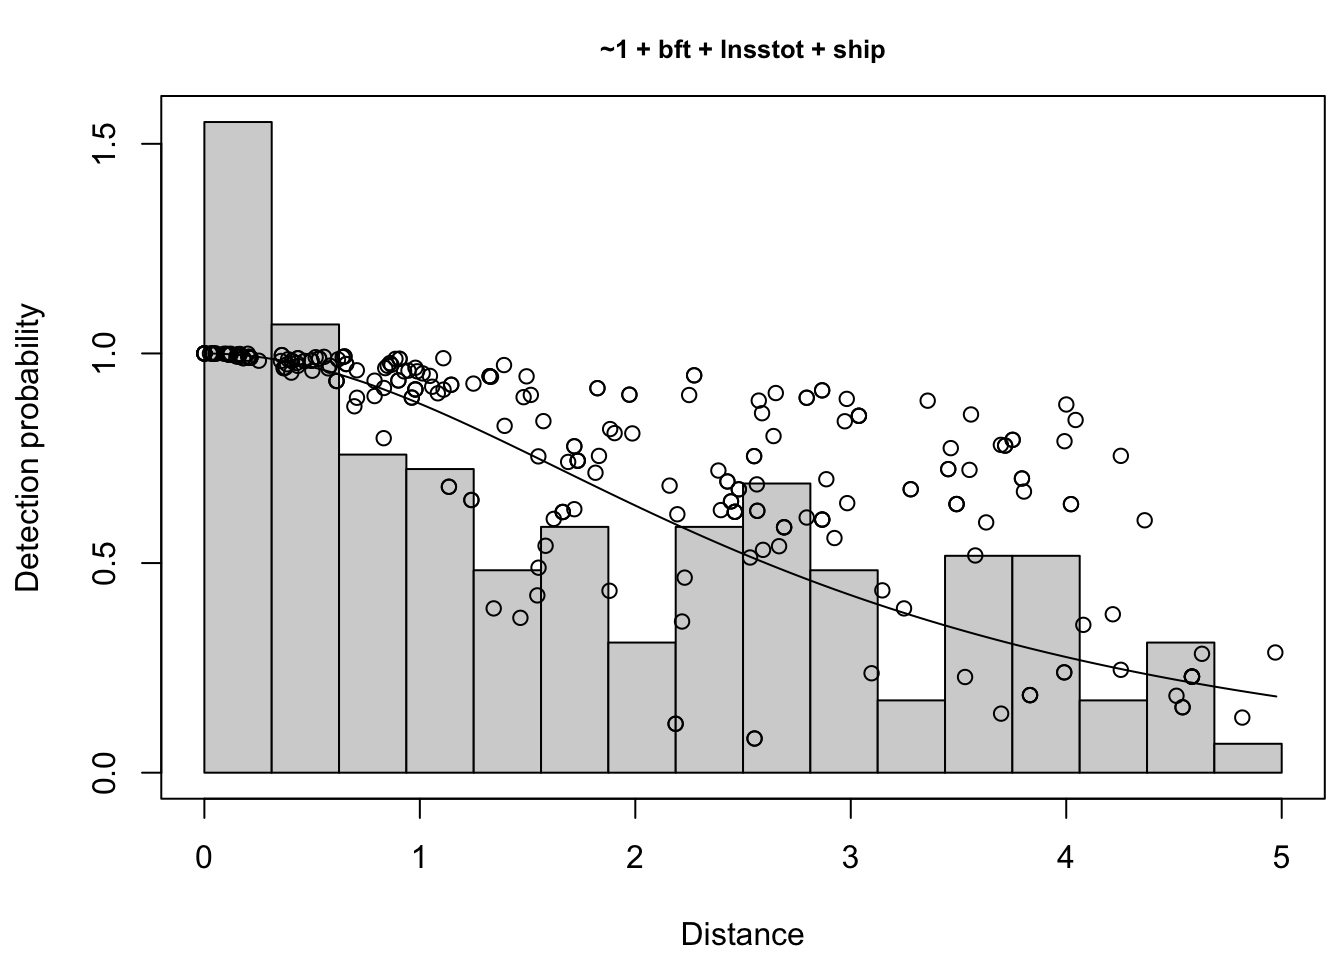 ~1 + bft + lnsstot + ship
Detection probability
1.5
1.0
0.5
0.0
0 1 2 3 4 5
Distance